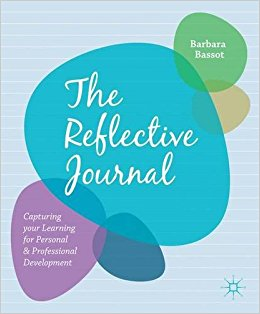 Barbara
Bassot
The
Reflective
Journal
Capturing
your Learning
for Personal
& Professional
Development